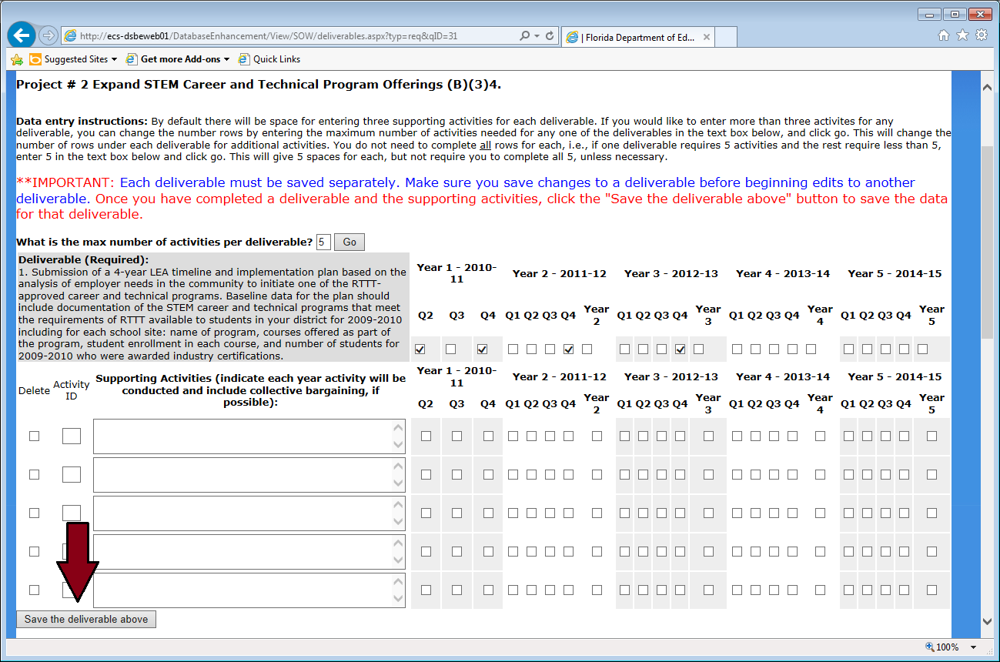 http://ecs-dsbeweb01/DatabaseEnhancement/View/SOW/deliverables.aspx?typ=req&qID=31
| Florida Department of Ed...
Suggested Sites
Get more Add-ons
Quick Links
Project # 2 Expand STEM Career and Technical Program Offerings (B)(3)4.
Data entry instructions: By default there will be space for entering three supporting activities for each deliverable. If you would like to enter more than three activites for any
deliverable, you can change the number rows by entering the maximum number of activities needed for any one of the deliverables in the text box below, and click go. This will change the
number of rows under each deliverable for additional activities. You do not need to complete all rows for each, i.e., if one deliverable requires 5 activities and the rest require less than 5,
enter 5 in the text box below and click go. This will give 5 spaces for each, but not require you to complete all 5, unless necessary.
**IMPORTANT: Each deliverable must be saved separately. Make sure you save changes to a deliverable before beginning edits to another
deliverable. Once you have completed a deliverable and the supporting activities, click the "Save the deliverable above" button to save the data
for that deliverable.
What is the max number of activities per deliverable? 5 Go
Deliverable (Required):
1. Submission of a 4-year LEA timeline and implementation plan based on the
analysis of employer needs in the community to initiate one of the RTTT-
approved career and technical programs. Baseline data for the plan should
include documentation of the STEM career and technical programs that meet
the requirements of RTTT available to students in your district for 2009-2010
including for each school site: name of program, courses offered as part of
the program, student enrollment in each course, and number of students for
2009-2010 who were awarded industry certifications.
Year 1 - 2010-
11
Year 2 - 2011-12
Year 3 - 2012-13
Year 4 - 2013-14
Year 5 - 2014-15
Q2 Q3 Q4
Q1 Q2 Q3 Q4 Year
2
Q1 Q2 Q3 Q4 Year
3
Q1 Q2 Q3 Q4 Year
4
Q1 Q2 Q3 Q4 Year
5
Delete
Activity
ID
Supporting Activities (indicate each year activity will be
conducted and include collective bargaining, if
possible):
Year 1 - 2010-
11
Year 2 - 2011-12
Year 3 - 2012-13
Year 4 - 2013-14
Year 5 - 2014-15
Q2 Q3 Q4
Q1 Q2 Q3 Q4 Year
2
Q1 Q2 Q3 Q4 Year
3
Q1 Q2 Q3 Q4 Year
4
Q1 Q2 Q3 Q4 Year
5
Save the deliverable above
100%